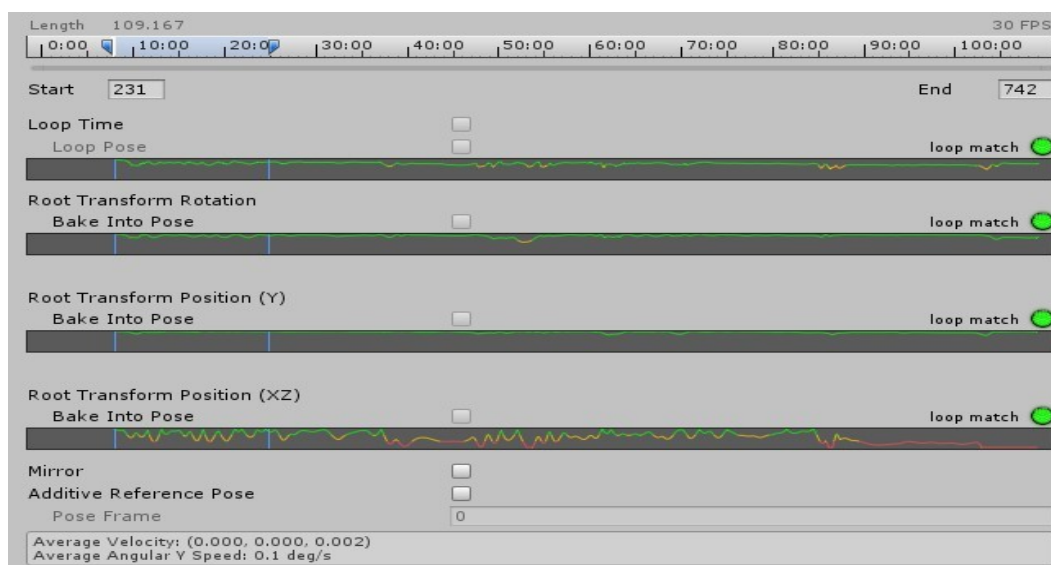 Length 109.167 30 FPS
0:00 10:00 20:00 30:00 40:00 50:00 60:00 70:00 80:00 90:00 100:00
Start 231 End 742
Loop Time
Loop Pose loop match
Root Transform Rotation
Bake Into Pose loop match
Root Transform Position (Y)
Bake Into Pose loop match
Root Transform Position (XZ)
Bake Into Pose loop match
Mirror
Additive Reference Pose
Pose Frame 0
Average Velocity: (0.000, 0.000, 0.002)
Average Angular Y Speed: 0.1 deg/s